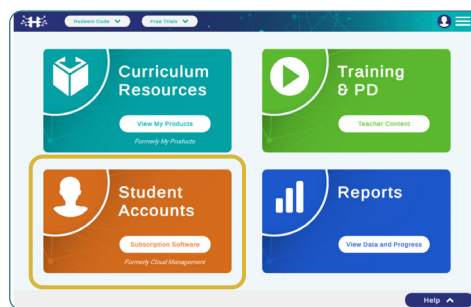 Redeem Code
Free Trials
Curriculum
Resources
View My Products
Formerly My Products
Training
& PD
Teacher Content
Student
Accounts
Subscription Software
Formerly Cloud Management
Reports
View Data and Progress
Help